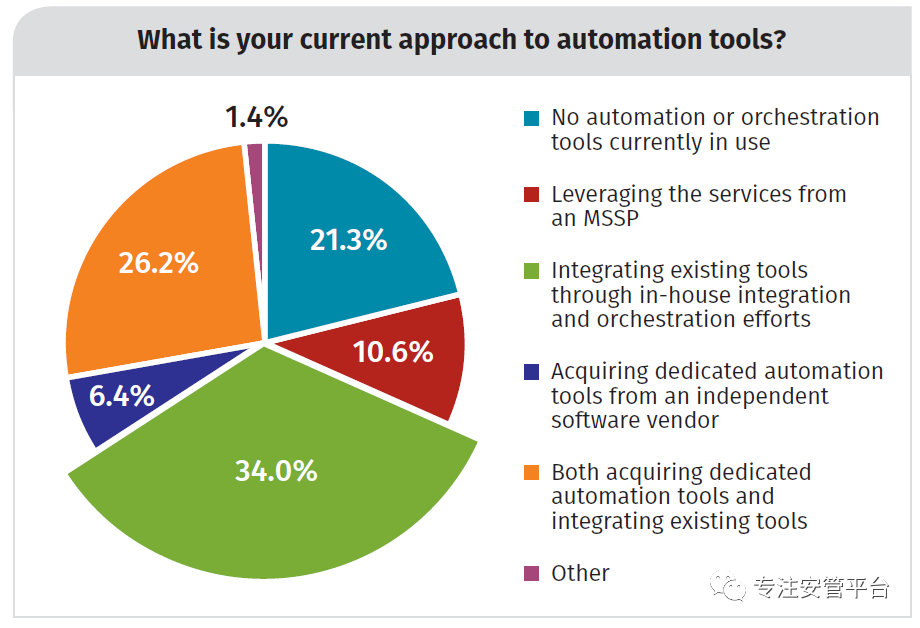 What is your current approach to automation tools?
1.4%
21.3%
26.2%
10.6%
6.4%
34.0%
No automation or orchestration
tools currently in use
Leveraging the services from
an MSSP
Integrating existing tools
through in-house integration
and orchestration efforts
Acquiring dedicated automation
tools from an independent
software vendor
Both acquiring dedicated
automation tools and
integrating existing tools
Other
专注安管平台